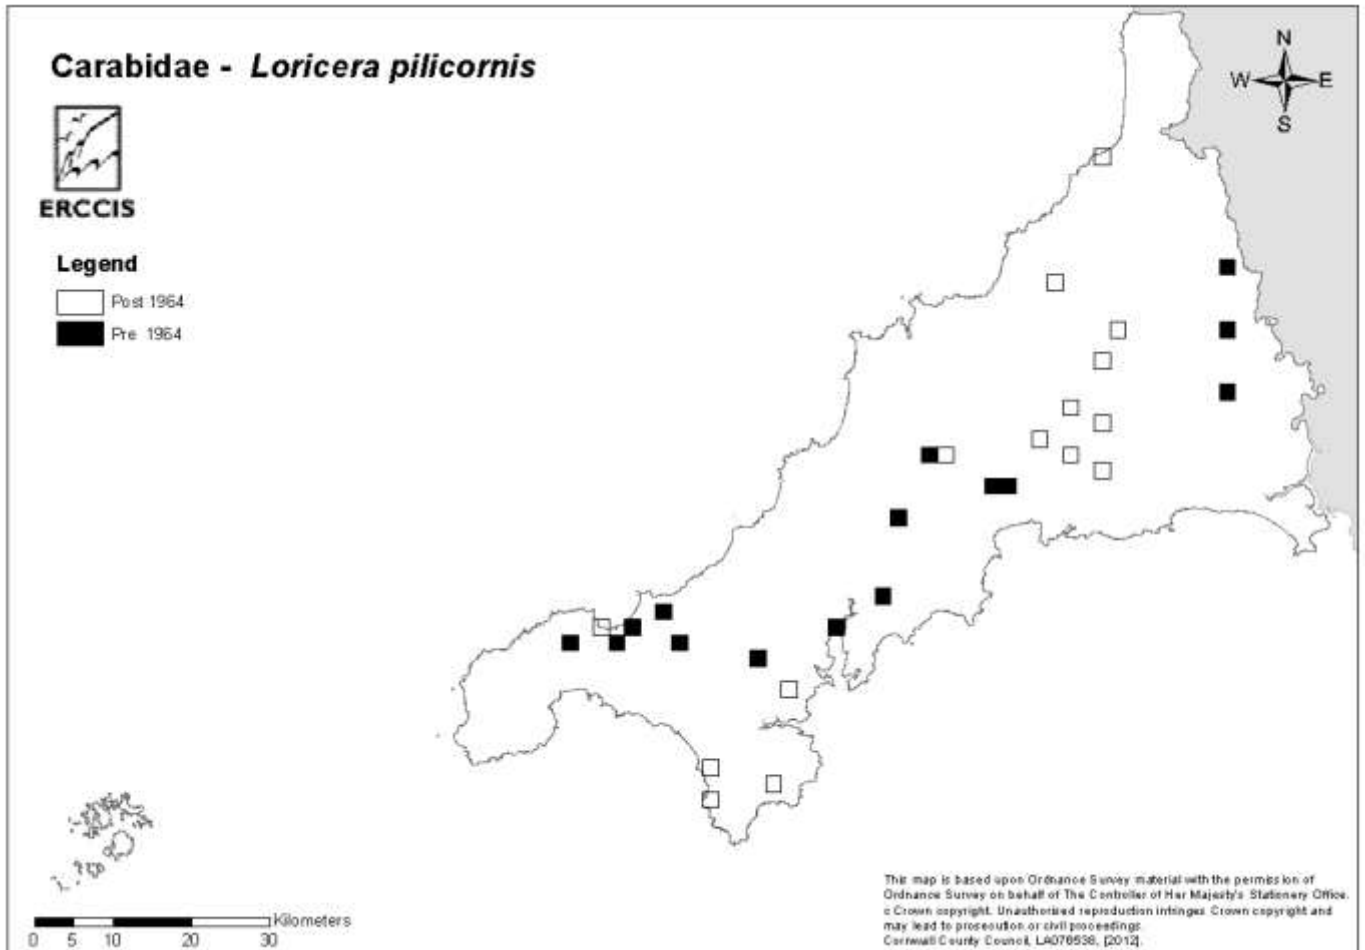 Carabidae - Loricera pilicornis
N
W E
S
ERCCIS
Legend
Post 1964
Pre 1964
This map is based upon Ordnance Survey material with the permission of
Ordnance Survey on behalf of The Controller of Her Majesty's Stationery Office.
c Crown copyright. Unauthorised reproduction infringes Crown copyright and
may lead to prosecution or civil proceedings.
Cornwall County Council, LA076538, [2012].
Kilometers
0 5 10 20 30